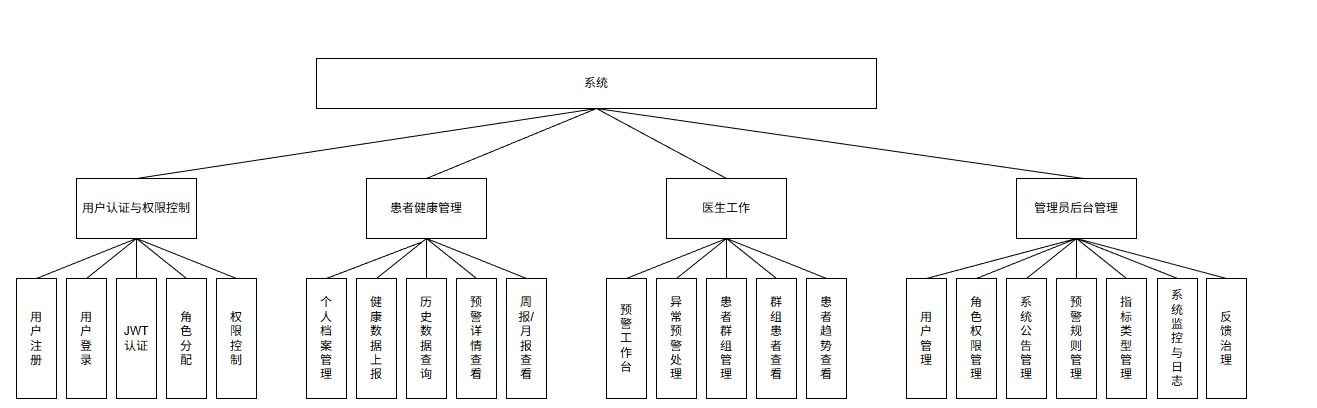 系统
用户认证与权限控制
患者健康管理
医生工作
管理员后台管理
用户注册
用户登录
JWT
认证
角色分配
权限控制
个人档案管理
健康数据上报
历史数据查询
预警详情查看
周报/月报查看
预警工作台
异常预警处理
患者群组管理
群组患者查看
患者趋势查看
用户管理
角色权限管理
系统公告管理
预警规则管理
指标类型管理
系统监控与日志
反馈治理